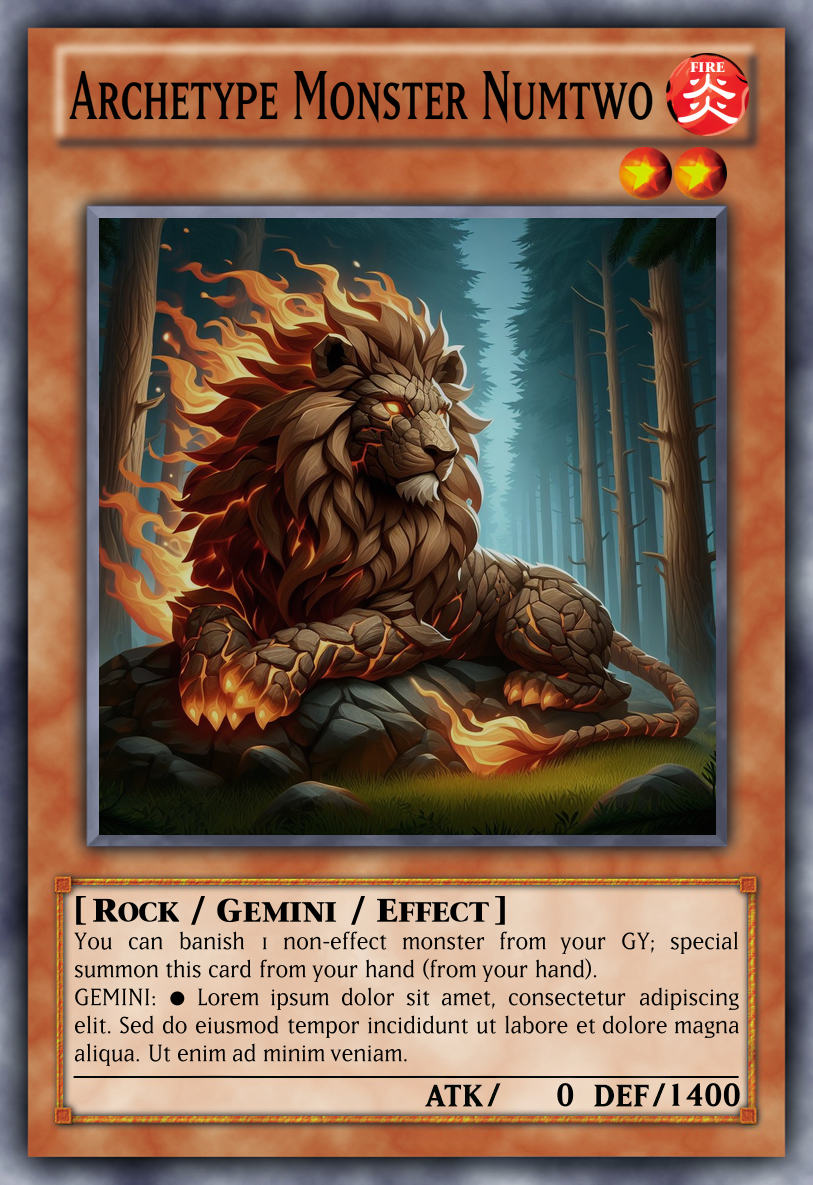 Archetype Monster Numtwo
FIRE
炎
[Rock / Gemini / Effect]
You can banish 1 non-effect monster from your GY; special
summon this card from your hand (from your hand).
GEMINI: ● Lorem ipsum dolor sit amet, consectetur adipiscing
elit. Sed do eiusmod tempor incididunt ut labore et dolore magna
aliqua. Ut enim ad minim veniam.
ATK/ 0 DEF/1400